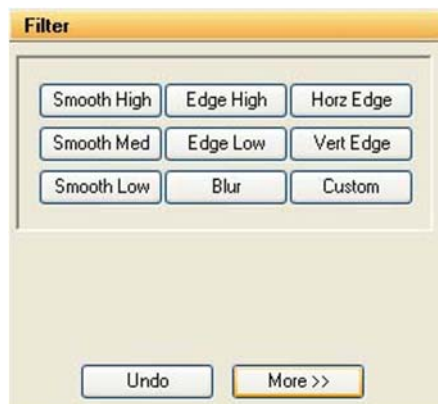 Filter
Smooth High Edge High Horz Edge
Smooth Med Edge Low Vert Edge
Smooth Low Blur Custom
Undo More >>